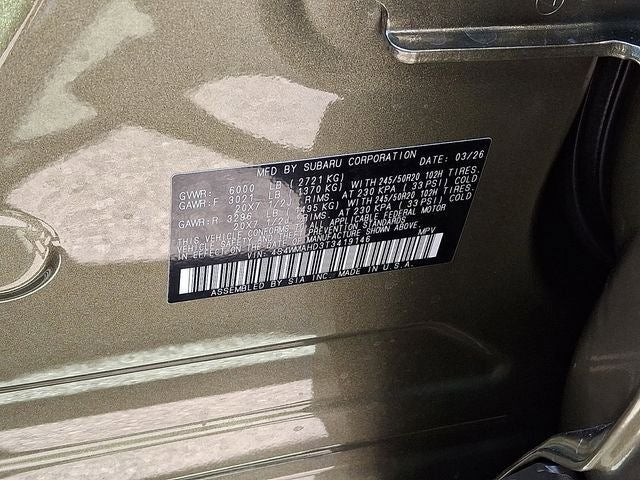 MFD BY SUBARU CORPORATION DATE: 03/26
GVWR: 6000 LB (2721 KG)
GAWR:F 3021 LB (1370 KG) WITH 245/50R20 102H TIRES,
20X7 1/2J RIMS, AT 230 KPA (33 PSI) COLD
GAWR:R 3296 LB (1495 KG) WITH 245/50R20 102H TIRES,
20X7 1/2J RIMS, AT 230 KPA (33 PSI) COLD
THIS VEHICLE CONFORMS TO ALL APPLICABLE FEDERAL MOTOR
VEHICLE SAFETY AND THEFT PREVENTION STANDARDS
IN EFFECT ON THE DATE OF MANUFACTURE SHOWN ABOVE.
VIN: 4S4WMAHD3T3419146 MPV
ASSEMBLED BY SIA INC. MADE IN U.S.A.